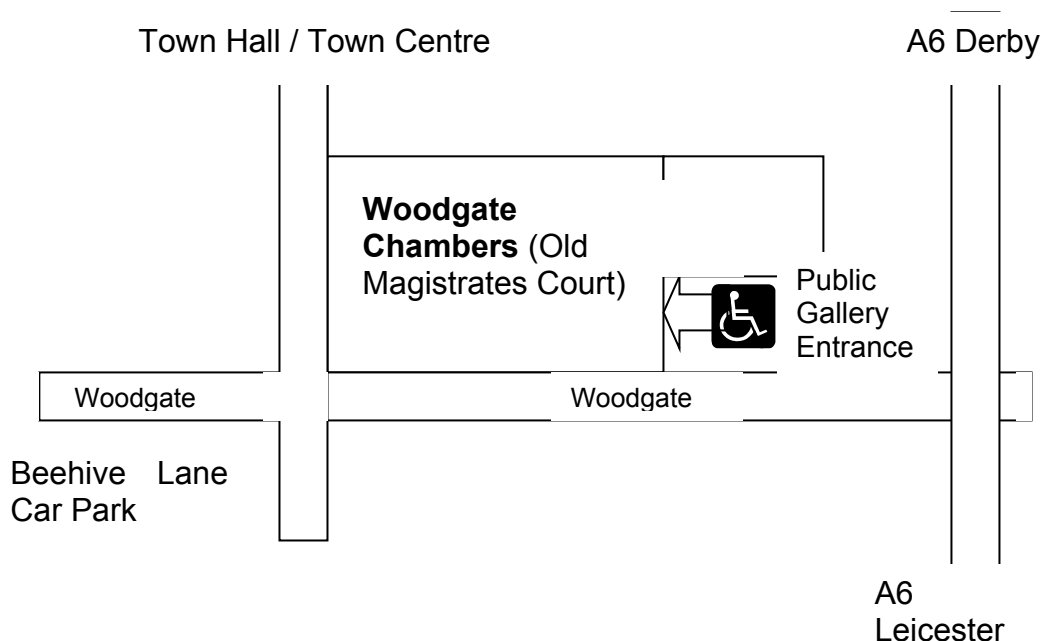 Town Hall / Town Centre
A6 Derby
Woodgate
Chambers (Old
Magistrates Court)
Public
Gallery
Entrance
Woodgate
Woodgate
Beehive Lane
Car Park
A6
Leicester